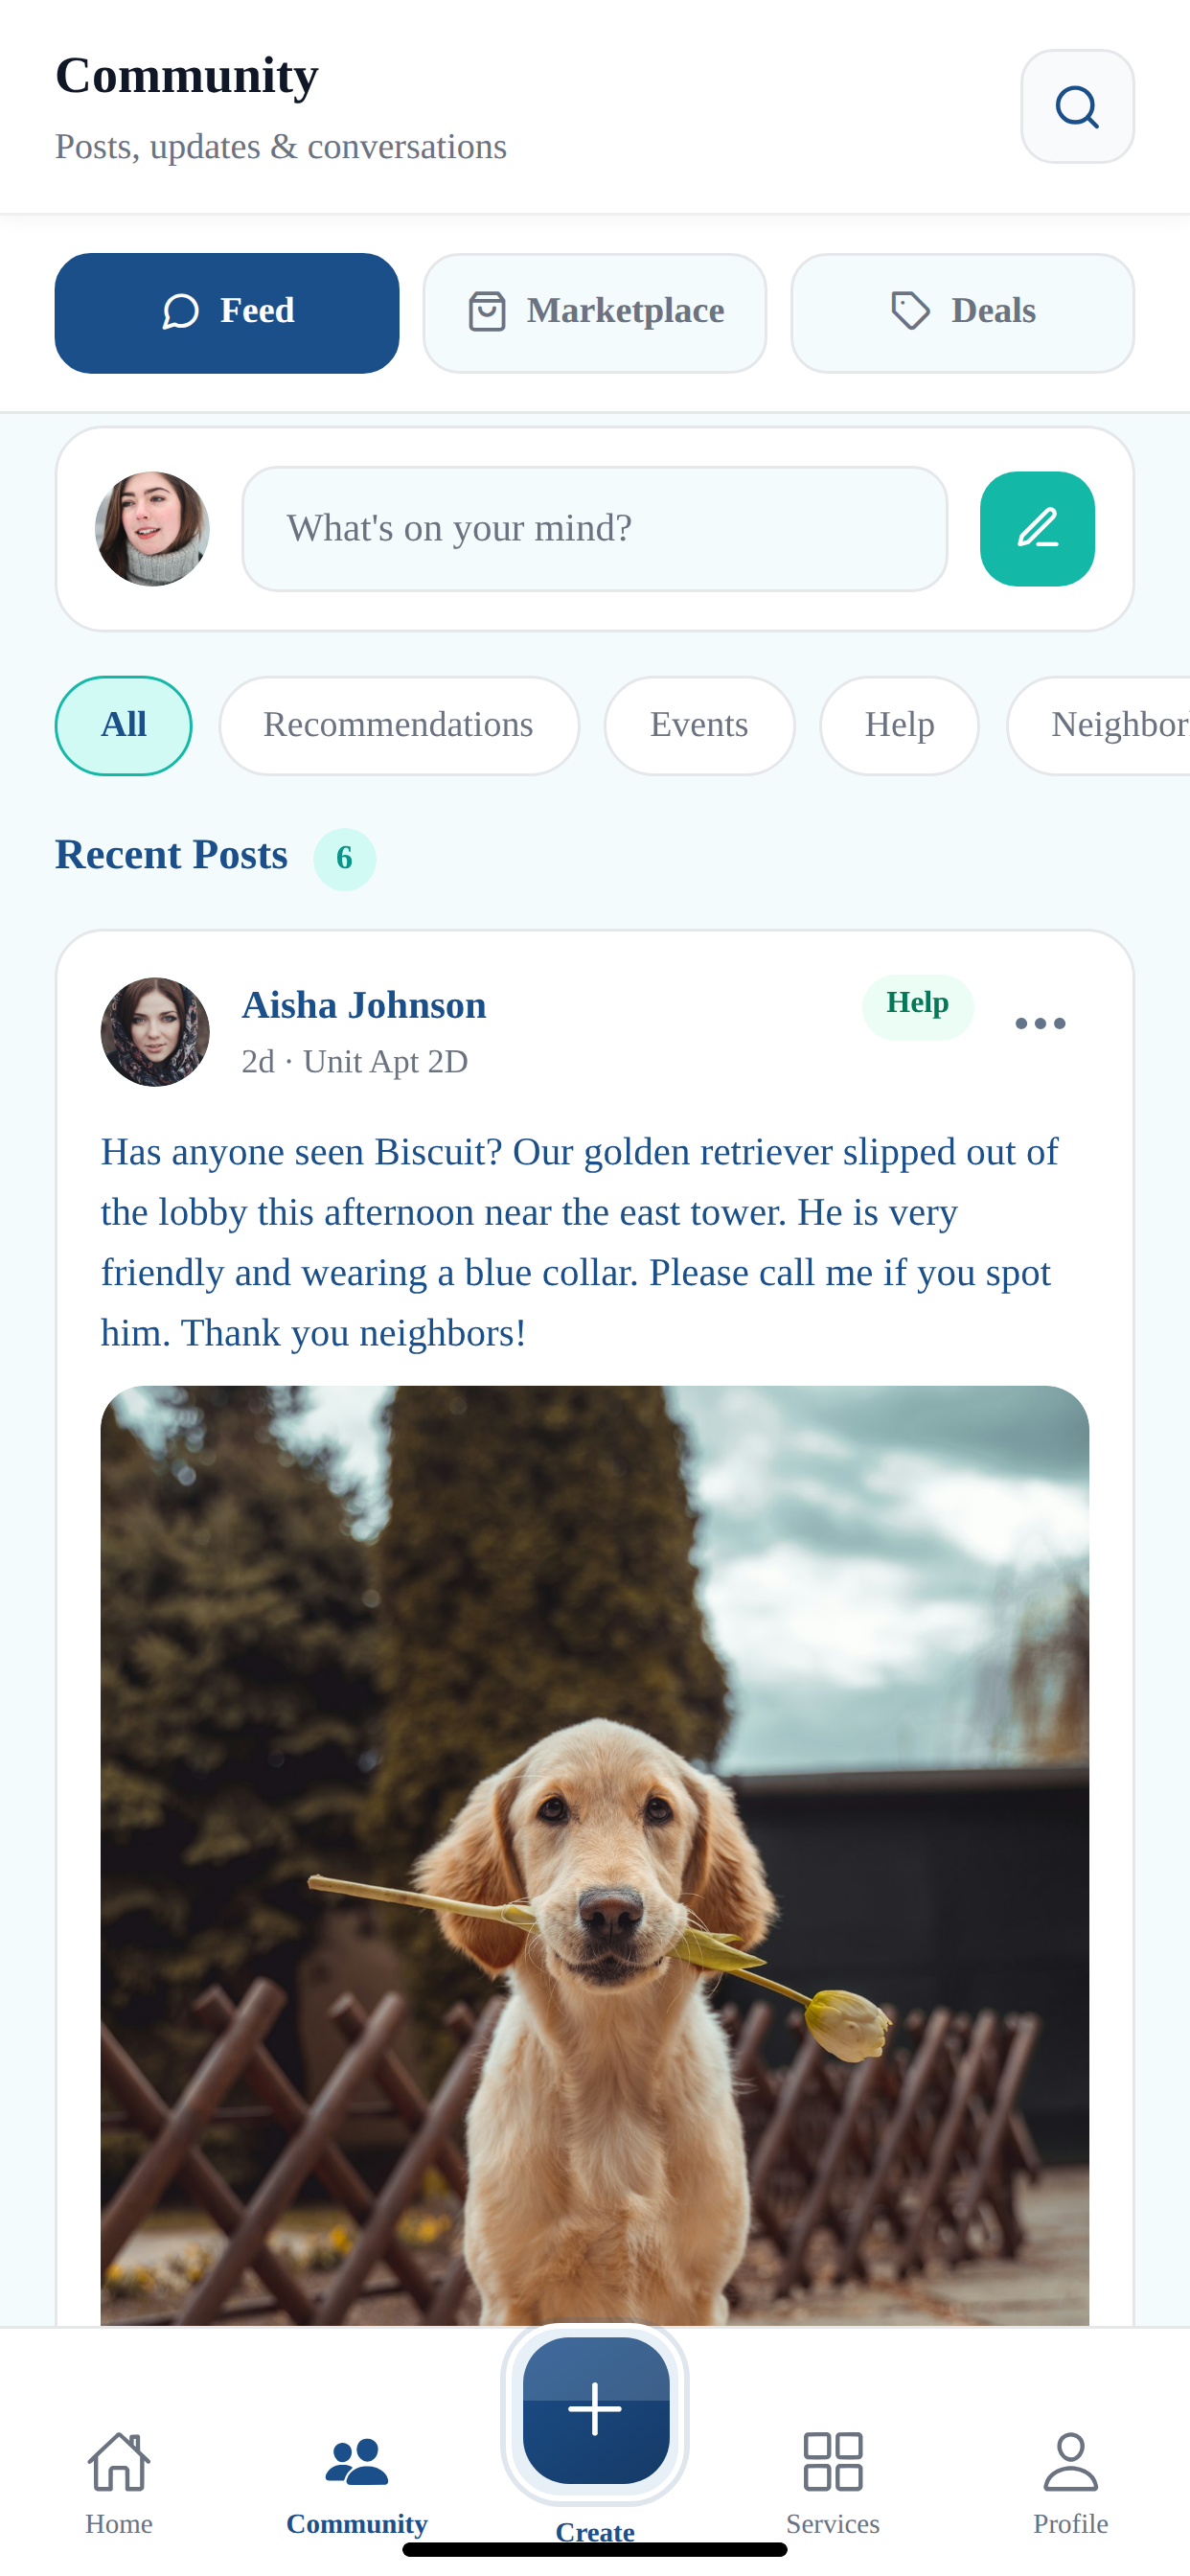 Community
Posts, updates & conversations
Feed
Marketplace
Deals
What's on your mind?
All
Recommendations
Events
Help
Recent Posts
6
Aisha Johnson
Help
2d · Unit Apt 2D
Has anyone seen Biscuit? Our golden retriever slipped out of
the lobby this afternoon near the east tower. He is very
friendly and wearing a blue collar. Please call me if you spot
him. Thank you neighbors!
Home
Community
Create
Services
Profile